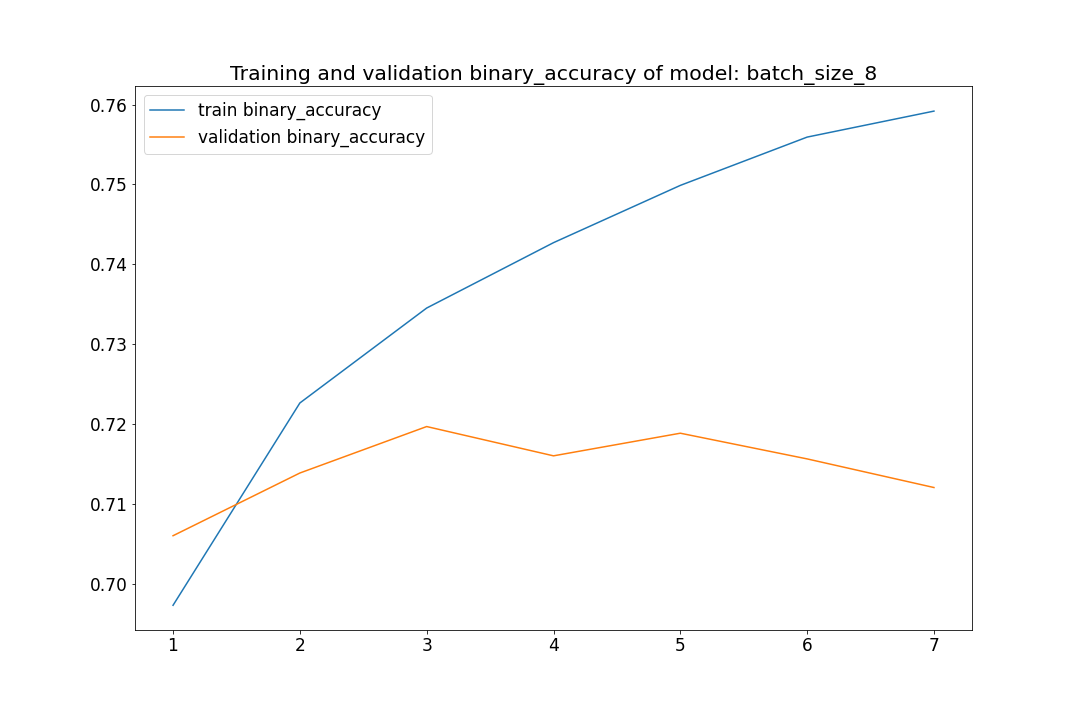 Training and validation binary_accuracy of model: batch_size_8
train binary_accuracy
validation binary_accuracy
0.76
0.75
0.74
0.73
0.72
0.71
0.70
1 2 3 4 5 6 7